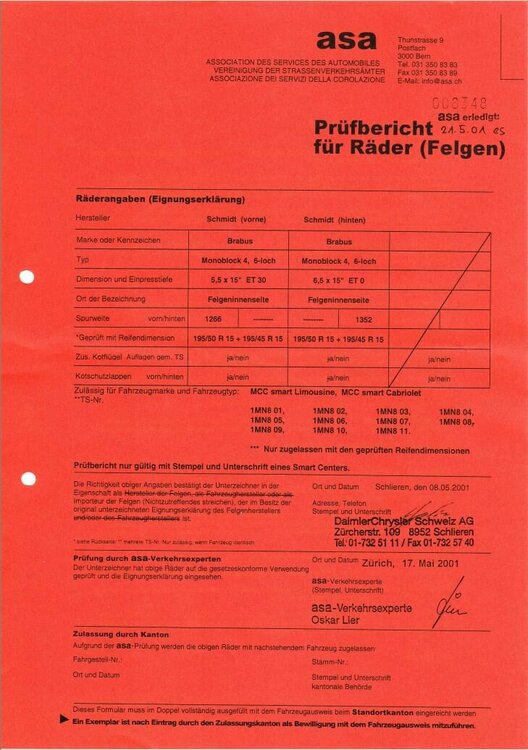 asa
Thunstrasse 9
Postfach
3000 Bern
Tel. 031 350 83 83
Fax 031 350 83 89
E-Mail: info@asa.ch
ASSOCIATION DES SERVICES DES AUTOMOBILES
VEREINIGUNG DER STRASSENVERKEHRSÄMTER
ASSOCIAZIONE DEI SERVIZI DELLA COROLAZIONE
000348
asa erledigt:
Prüfbericht 21.5.01 es
für Räder (Felgen)
Räderangaben (Eignungserklärung)
Hersteller Schmidt (vorne) Schmidt (hinten)
Marke oder Kennzeichen Brabus Brabus
Typ Monoblock 4, 6-loch Monoblock 4, 6-loch
Dimension und Einpresstiefe 5,5 x 15" ET 30 6,5 x 15" ET 0
Ort der Bezeichnung Felgeninnenseite Felgeninnenseite
Spurweite vorn/hinten 1266 --------- --------- 1352
*Geprüft mit Reifendimension 195/50 R 15 + 195/45 R 15 195/50 R 15 + 195/45 R 15
Zus. Kotflügel Auflagen gem. TS ja/nein ja/nein ja/nein
Kotschutzlappen vorn/hinten ja/nein ja/nein ja/nein
Zulässig für Fahrzeugmarke und Fahrzeugtyp: MCC smart Limousine, MCC smart Cabriolet
**TS-Nr.
1MN8 01, 1MN8 02, 1MN8 03, 1MN8 04,
1MN8 05, 1MN8 06, 1MN8 07, 1MN8 08,
1MN8 09, 1MN8 10, 1MN8 11.
*** Nur zugelassen mit den geprüften Reifendimensionen
Prüfbericht nur gültig mit Stempel und Unterschrift eines Smart Centers.
Die Richtigkeit obiger Angaben bestätigt der Unterzeichner in der
Eigenschaft als Hersteller der Felgen, als Fahrzeughersteller oder als
Importeur der Felgen (Nichtzutreffendes streichen), der im Besitz der
original unterzeichneten Eignungserklärung des Felgenherstellers
und/oder des Fahrzeugherstellers ist.
* siehe Rückseite: ** mehrere TS-Nr. Nur zulässig, wenn Fahrzeug identisch
Ort und Datum Schlieren, den 08.05.2001
Adresse, Telefon
Stempel und Unterschrift
DaimlerChrysler Schweiz AG
Zürcherstr. 109 8952 Schlieren
Tel. 01-732 51 11 / Fax 01-732 57 40
Prüfung durch asa-Verkehrsexperten
Der Unterzeichner hat obige Räder auf die gesetzeskonforme Verwendung
geprüft und die Eignungserklärung eingesehen.
Ort und Datum Zürich, 17. Mai 2001
asa-Verkehrsexperte
(Stempel, Unterschrift)
asa-Verkehrsexperte
Oskar Lier
Zulassung durch Kanton
Aufgrund der asa-Prüfung werden die obigen Räder mit nachstehendem Fahrzeug zugelassen
Fahrgestell-Nr.: Stamm-Nr.:
Ort und Datum Stempel und Unterschrift
kantonale Behörde
Dieses Formular muss im Doppel vollständig ausgefüllt mit dem Fahrzeugausweis beim Standortkanton eingereicht werden
Ein Exemplar ist nach Eintrag durch den Zulassungskanton als Bewilligung mit dem Fahrzeugausweis mitzuführen.